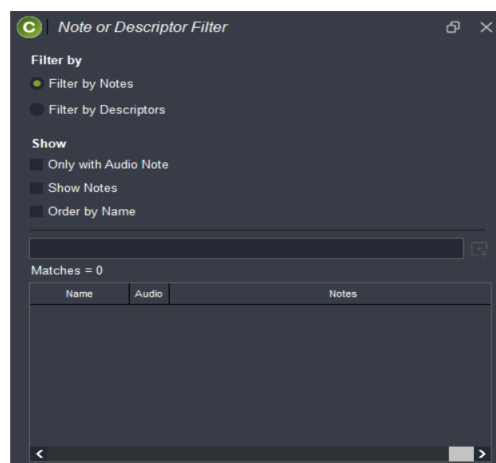 C Note or Descriptor Filter
Filter by
Filter by Notes
Filter by Descriptors
Show
Only with Audio Note
Show Notes
Order by Name
Matches = 0
Name Audio Notes